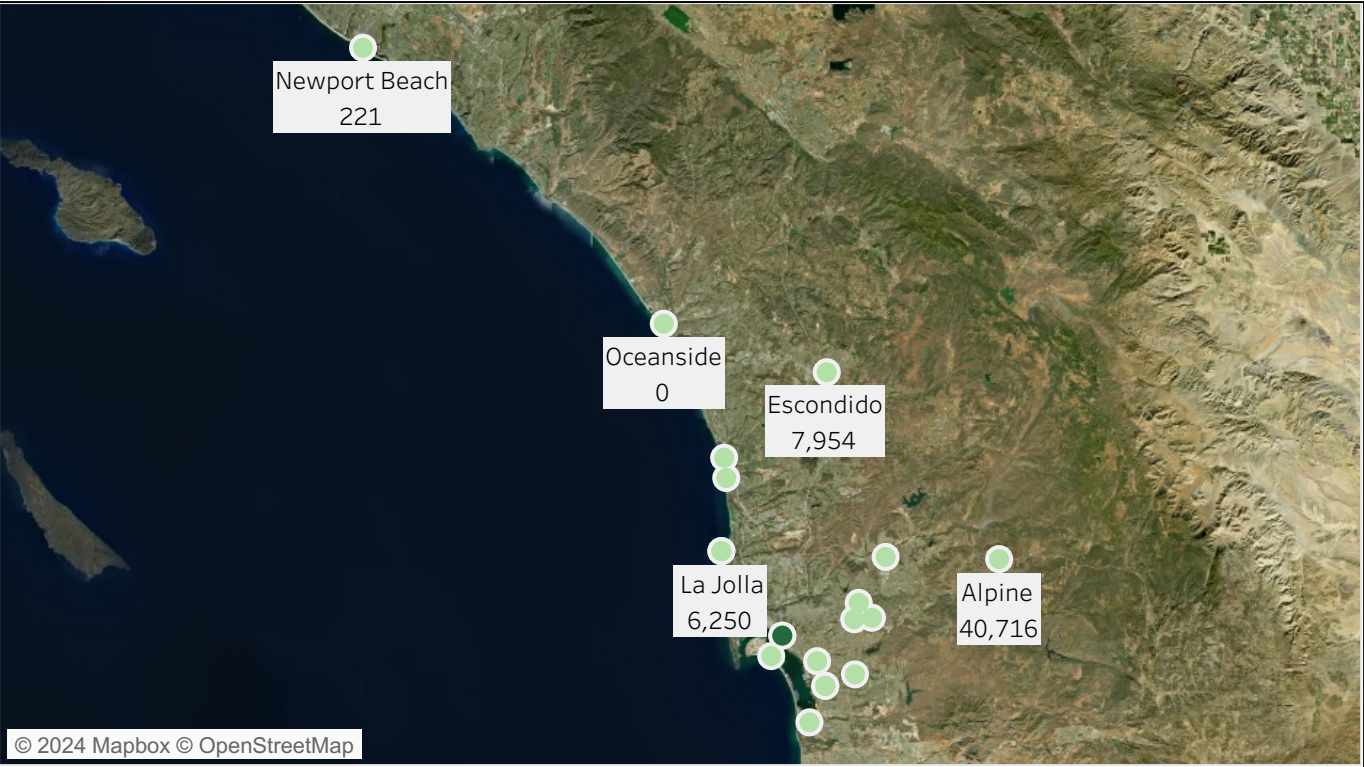 Newport Beach
221
Oceanside
0
Escondido
7,954
La Jolla
6,250
Alpine
40,716
© 2024 Mapbox © OpenStreetMap